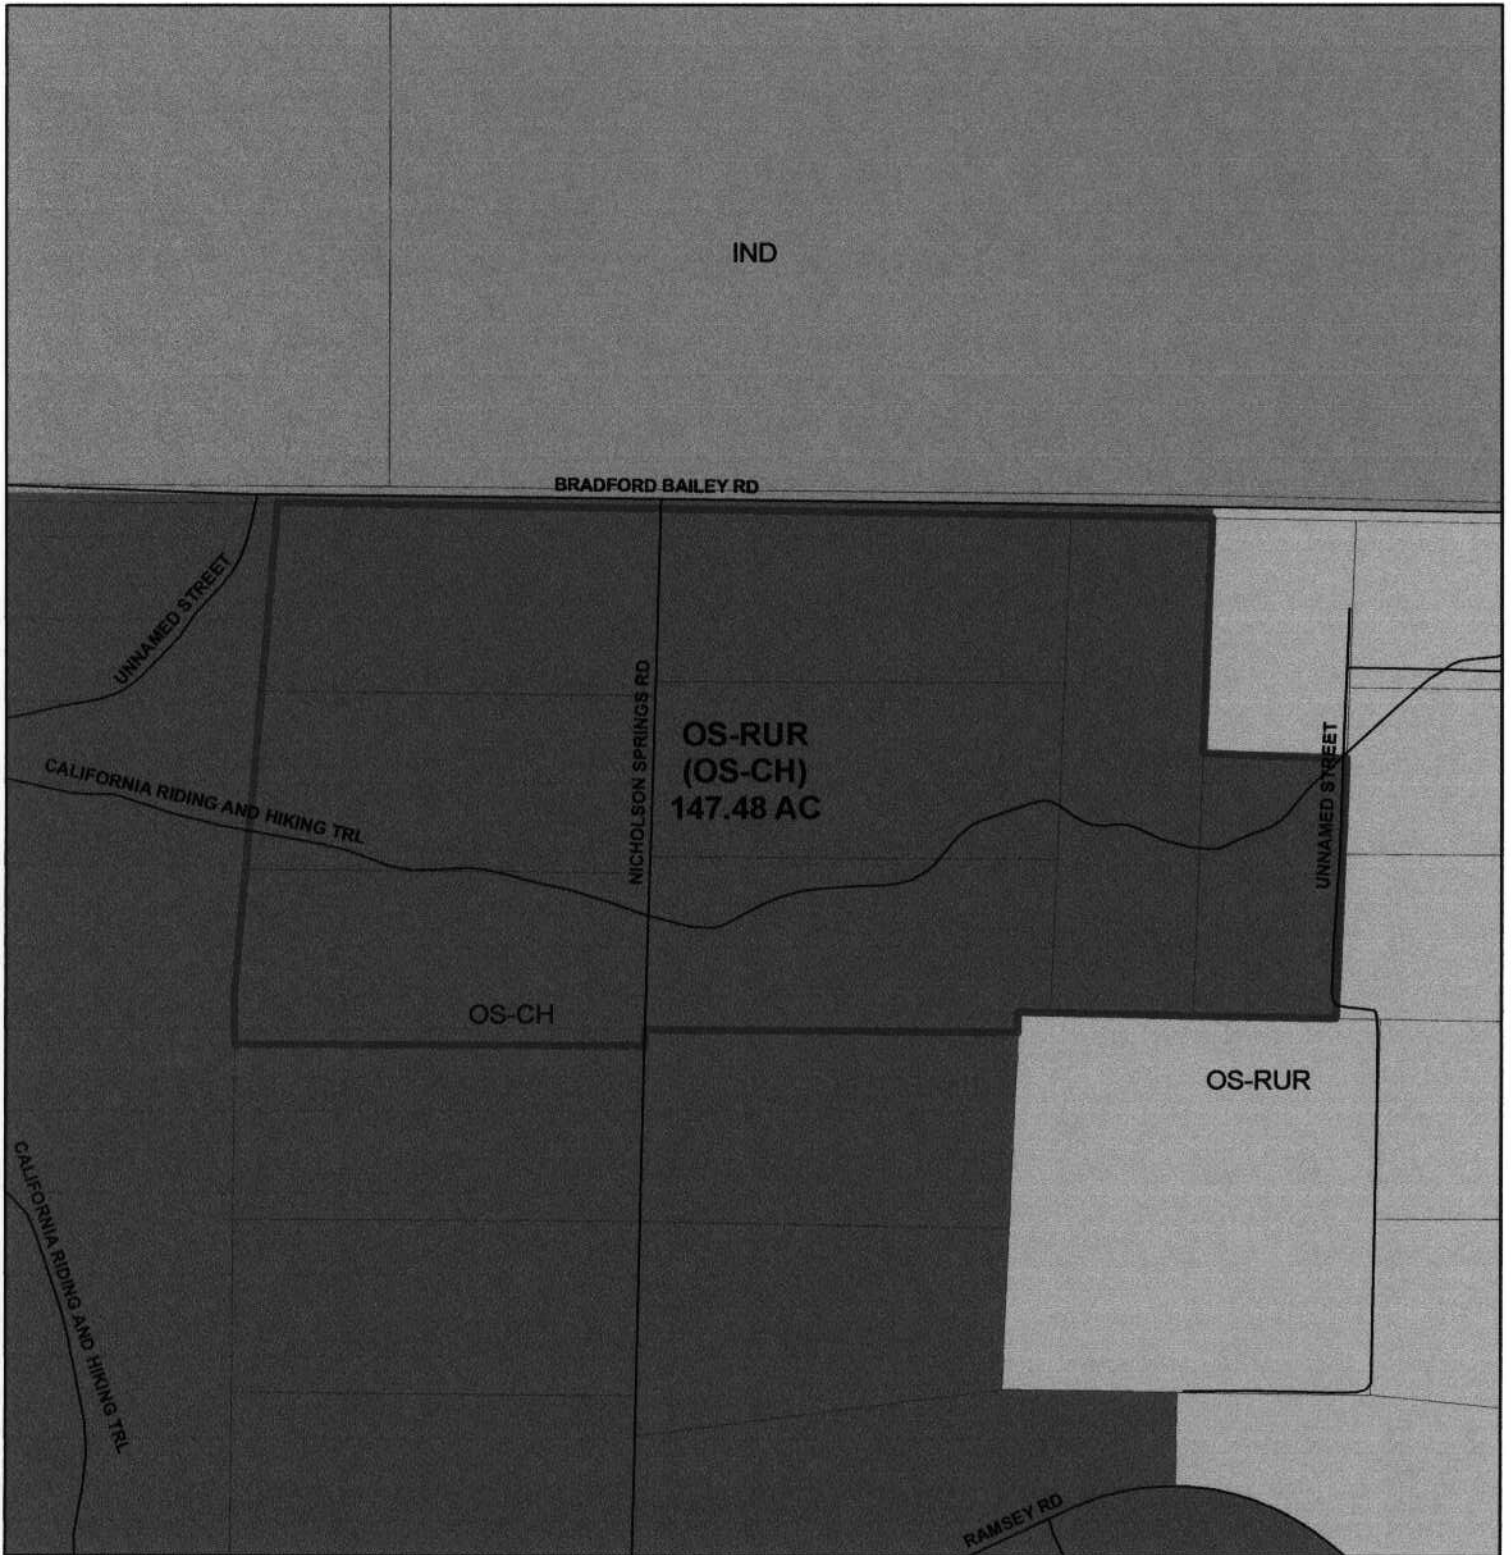 IND
BRADFORD BAILEY RD
UNNAMED STREET
NICHOLSON SPRINGS RD
OS-RUR
(OS-CH)
147.48 AC
UNNAMED STREET
CALIFORNIA RIDING AND HIKING TRL
OS-CH
OS-RUR
CALIFORNIA RIDING AND HIKING TRL
RAMSEY RD